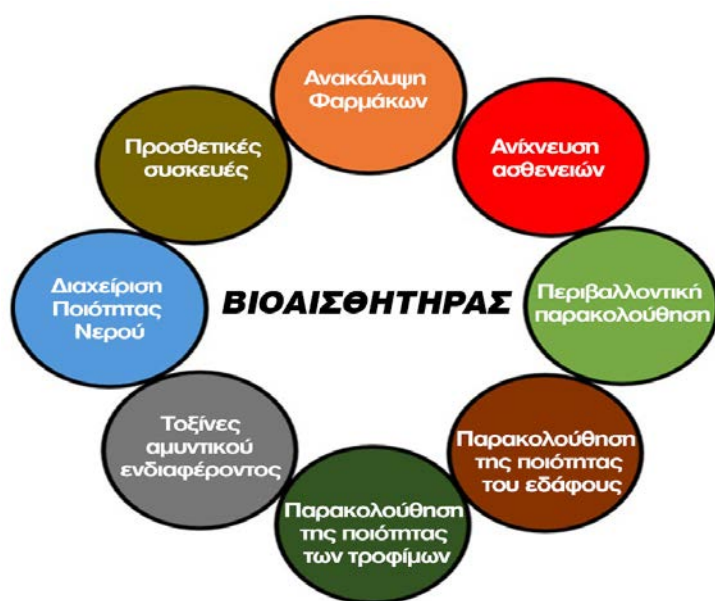 Ανακάλυψη
Φαρμάκων
Προσθετικές
συσκευές
Ανίχνευση
ασθενειών
Διαχείριση
Ποιότητας
Νερού
ΒΙΟΑΙΣΘΗΤΗΡΑΣ
Περιβαλλοντική
παρακολούθηση
Τοξίνες
αμυντικού
ενδιαφέροντος
Παρακολούθηση
της ποιότητας
του εδάφους
Παρακολούθηση
της ποιότητας
των τροφίμων